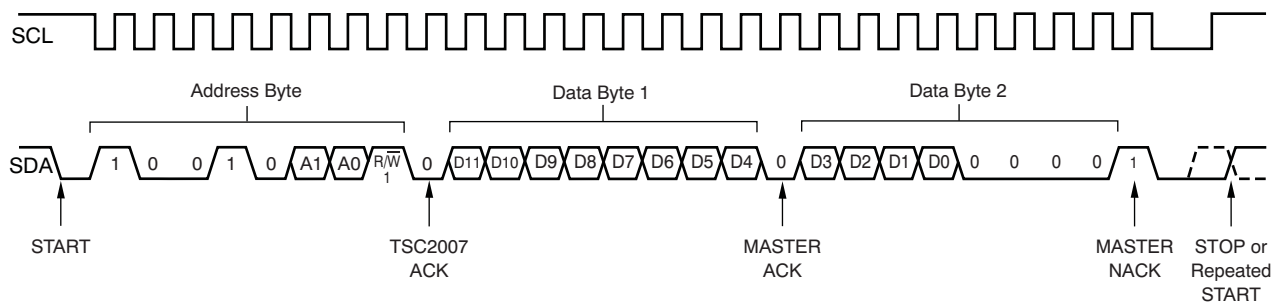 SCL
Address Byte
Data Byte 1
Data Byte 2
SDA
1 0 0 1 0 A1 A0 R/W 1 0 D11 D10 D9 D8 D7 D6 D5 D4 0 D3 D2 D1 D0 0 0 0 0 1
START
TSC2007
ACK
MASTER
ACK
MASTER
NACK
STOP or
Repeated
START